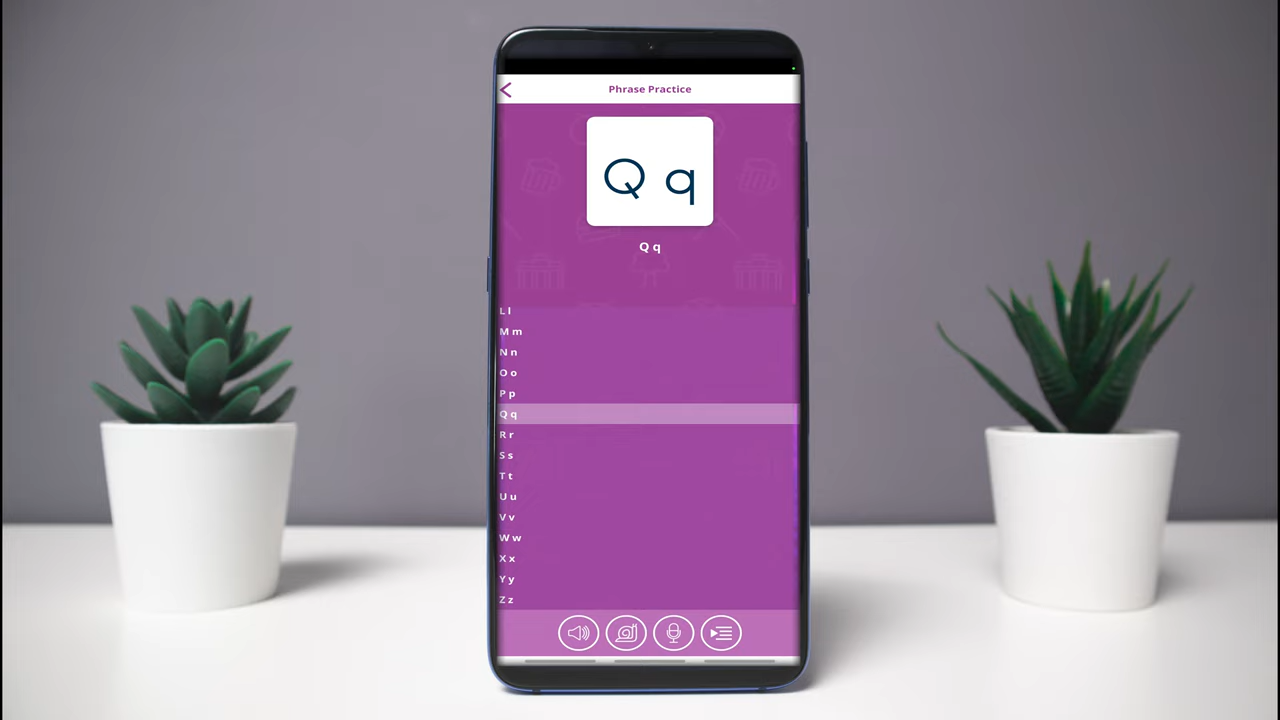 Phrase Practice
Q q
Q q
L l
M m
N n
O o
P p
Q q
R r
S s
T t
U u
V v
W w
X x
Y y
Z z